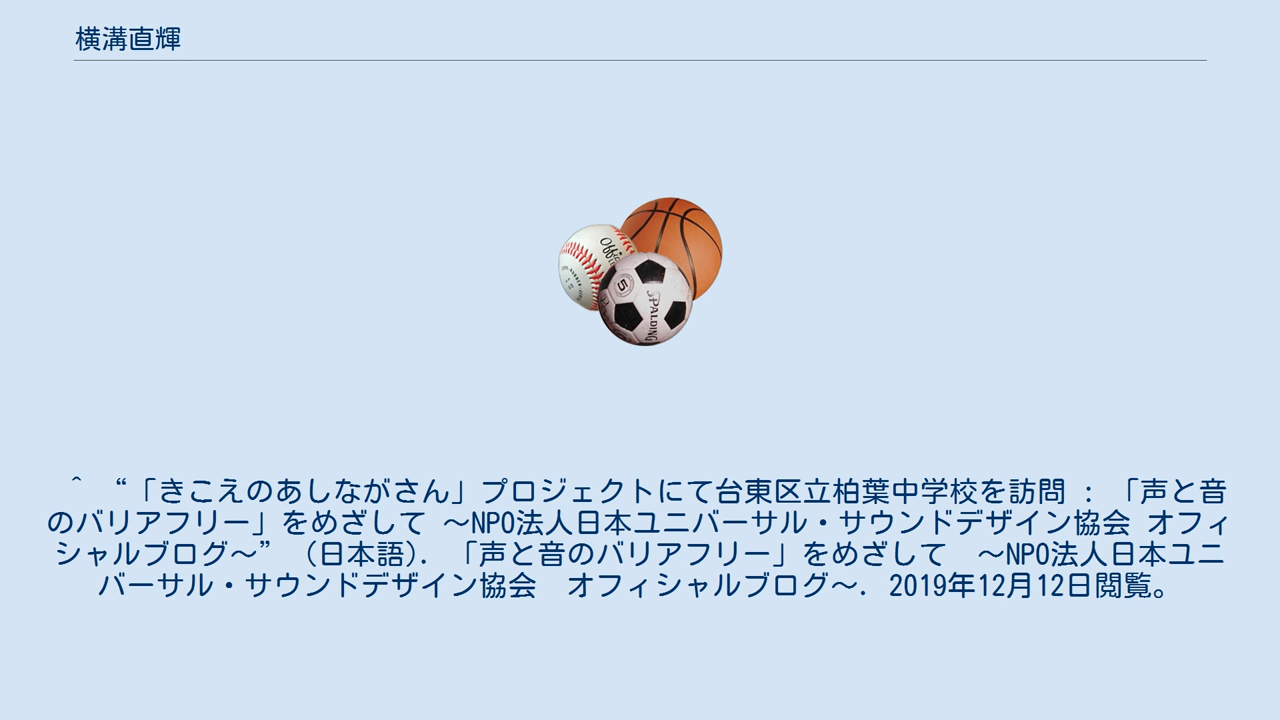 横溝直輝
Offici
5
SPALDING
^ “「きこえのあしながさん」プロジェクトにて台東区立柏葉中学校を訪問 : 「声と音
のバリアフリー」をめざして ～NPO法人日本ユニバーサル・サウンドデザイン協会 オフィ
シャルブログ～” (日本語). 「声と音のバリアフリー」をめざして　～NPO法人日本ユニ
バーサル・サウンドデザイン協会　オフィシャルブログ～. 2019年12月12日閲覧。